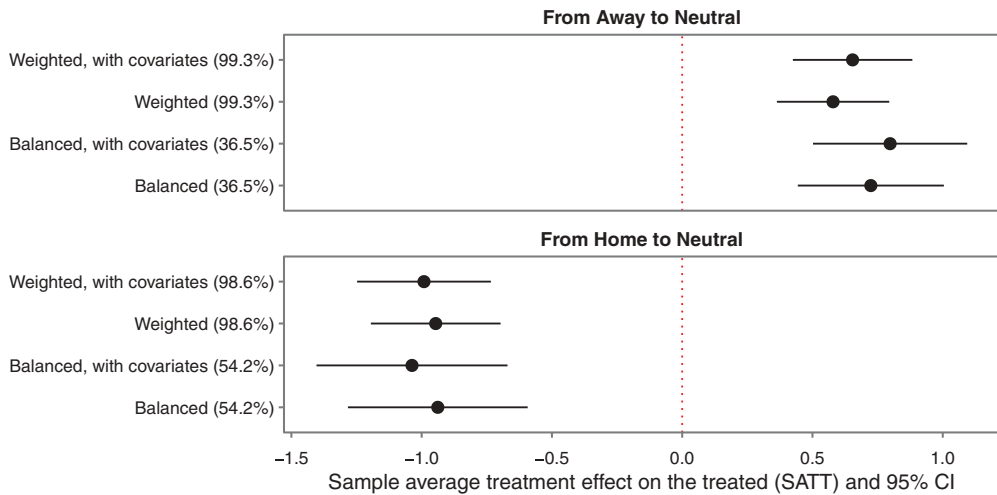 From Away to Neutral
Weighted, with covariates (99.3%)
Weighted (99.3%)
Balanced, with covariates (36.5%)
Balanced (36.5%)
From Home to Neutral
Weighted, with covariates (98.6%)
Weighted (98.6%)
Balanced, with covariates (54.2%)
Balanced (54.2%)
−1.5 −1.0 −0.5 0.0 0.5 1.0
Sample average treatment effect on the treated (SATT) and 95% CI